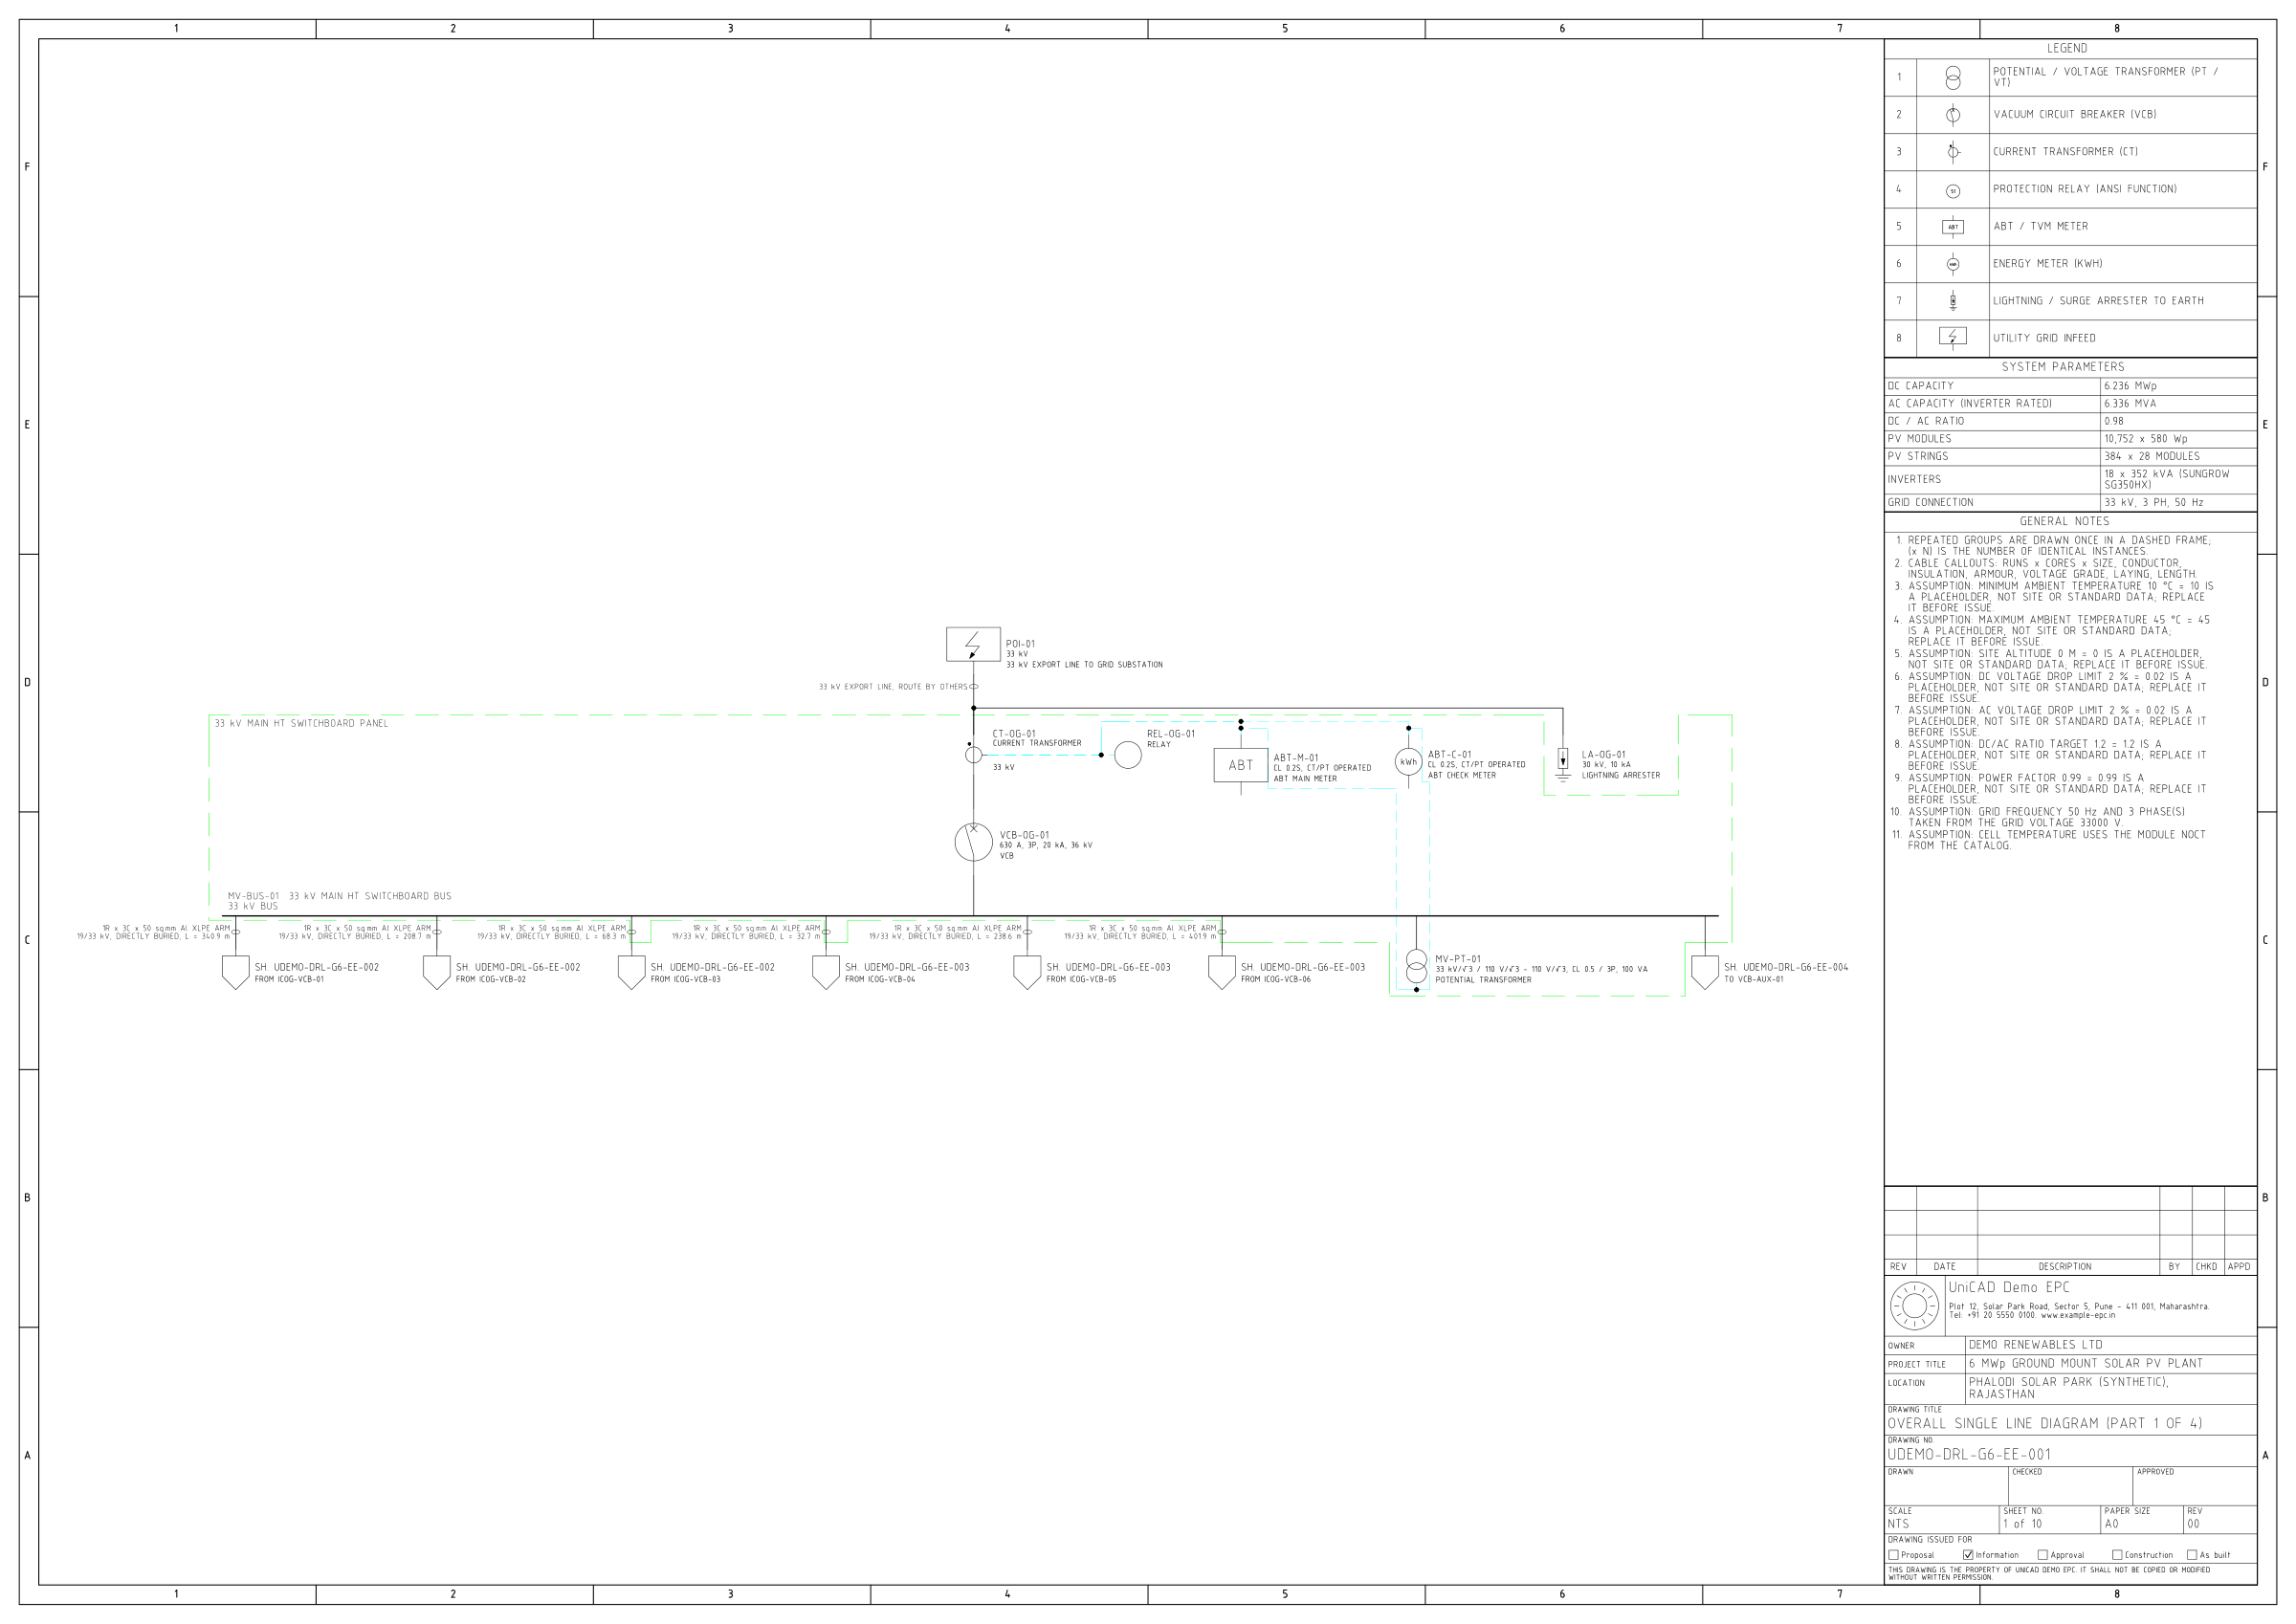 1 2 3 4 5 6 7 8
F
E
D
C
B
A
LEGEND
1 POTENTIAL / VOLTAGE TRANSFORMER (PT /
VT)
2 VACUUM CIRCUIT BREAKER (VCB)
3 CURRENT TRANSFORMER (CT)
4 51 PROTECTION RELAY (ANSI FUNCTION)
5 ABT ABT / TVM METER
6 kWh ENERGY METER (KWH)
7 LIGHTNING / SURGE ARRESTER TO EARTH
8 UTILITY GRID INFEED
SYSTEM PARAMETERS
DC CAPACITY 6.236 MWp
AC CAPACITY (INVERTER RATED) 6.336 MVA
DC / AC RATIO 0.98
PV MODULES 10,752 x 580 Wp
PV STRINGS 384 x 28 MODULES
INVERTERS 18 x 352 kVA (SUNGROW
SG350HX)
GRID CONNECTION 33 kV, 3 PH, 50 Hz
GENERAL NOTES
1. REPEATED GROUPS ARE DRAWN ONCE IN A DASHED FRAME;
(x N) IS THE NUMBER OF IDENTICAL INSTANCES.
2. CABLE CALLOUTS: RUNS x CORES x SIZE, CONDUCTOR,
INSULATION, ARMOUR, VOLTAGE GRADE, LAYING, LENGTH.
3. ASSUMPTION: MINIMUM AMBIENT TEMPERATURE 10 °C = 10 IS
A PLACEHOLDER, NOT SITE OR STANDARD DATA; REPLACE
IT BEFORE ISSUE.
4. ASSUMPTION: MAXIMUM AMBIENT TEMPERATURE 45 °C = 45
IS A PLACEHOLDER, NOT SITE OR STANDARD DATA;
REPLACE IT BEFORE ISSUE.
5. ASSUMPTION: SITE ALTITUDE 0 M = 0 IS A PLACEHOLDER,
NOT SITE OR STANDARD DATA; REPLACE IT BEFORE ISSUE.
6. ASSUMPTION: DC VOLTAGE DROP LIMIT 2 % = 0.02 IS A
PLACEHOLDER, NOT SITE OR STANDARD DATA; REPLACE IT
BEFORE ISSUE.
7. ASSUMPTION: AC VOLTAGE DROP LIMIT 2 % = 0.02 IS A
PLACEHOLDER, NOT SITE OR STANDARD DATA; REPLACE IT
BEFORE ISSUE.
8. ASSUMPTION: DC/AC RATIO TARGET 1.2 = 1.2 IS A
PLACEHOLDER, NOT SITE OR STANDARD DATA; REPLACE IT
BEFORE ISSUE.
9. ASSUMPTION: POWER FACTOR 0.99 = 0.99 IS A
PLACEHOLDER, NOT SITE OR STANDARD DATA; REPLACE IT
BEFORE ISSUE.
10. ASSUMPTION: GRID FREQUENCY 50 Hz AND 3 PHASE(S)
TAKEN FROM THE GRID VOLTAGE 33000 V.
11. ASSUMPTION: CELL TEMPERATURE USES THE MODULE NOCT
FROM THE CATALOG.
POI-01
33 kV
33 kV EXPORT LINE TO GRID SUBSTATION
33 kV EXPORT LINE, ROUTE BY OTHERS
33 kV MAIN HT SWITCHBOARD PANEL
CT-OG-01
CURRENT TRANSFORMER
33 kV
REL-OG-01
RELAY
ABT
ABT-M-01
CL 0.2S, CT/PT OPERATED
ABT MAIN METER
kWh
ABT-C-01
CL 0.2S, CT/PT OPERATED
ABT CHECK METER
LA-OG-01
30 kV, 10 kA
LIGHTNING ARRESTER
VCB-OG-01
630 A, 3P, 20 kA, 36 kV
VCB
MV-BUS-01 33 kV MAIN HT SWITCHBOARD BUS
33 kV BUS
1R x 3C x 50 sqmm Al XLPE ARM
19/33 kV, DIRECTLY BURIED, L = 340.9 m
1R x 3C x 50 sqmm Al XLPE ARM
19/33 kV, DIRECTLY BURIED, L = 208.7 m
1R x 3C x 50 sqmm Al XLPE ARM
19/33 kV, DIRECTLY BURIED, L = 68.3 m
1R x 3C x 50 sqmm Al XLPE ARM
19/33 kV, DIRECTLY BURIED, L = 32.7 m
1R x 3C x 50 sqmm Al XLPE ARM
19/33 kV, DIRECTLY BURIED, L = 238.6 m
1R x 3C x 50 sqmm Al XLPE ARM
19/33 kV, DIRECTLY BURIED, L = 401.9 m
SH. UDEMO-DRL-G6-EE-002
FROM ICOG-VCB-01
SH. UDEMO-DRL-G6-EE-002
FROM ICOG-VCB-02
SH. UDEMO-DRL-G6-EE-002
FROM ICOG-VCB-03
SH. UDEMO-DRL-G6-EE-003
FROM ICOG-VCB-04
SH. UDEMO-DRL-G6-EE-003
FROM ICOG-VCB-05
SH. UDEMO-DRL-G6-EE-003
FROM ICOG-VCB-06
MV-PT-01
33 kV/√3 / 110 V/√3 - 110 V/√3, CL 0.5 / 3P, 100 VA
POTENTIAL TRANSFORMER
SH. UDEMO-DRL-G6-EE-004
TO VCB-AUX-01
REV DATE DESCRIPTION BY CHKD APPD
UniCAD Demo EPC
Plot 12, Solar Park Road, Sector 5, Pune - 411 001, Maharashtra.
Tel: +91 20 5550 0100. www.example-epc.in
OWNER DEMO RENEWABLES LTD
PROJECT TITLE 6 MWp GROUND MOUNT SOLAR PV PLANT
LOCATION PHALODI SOLAR PARK (SYNTHETIC),
RAJASTHAN
DRAWING TITLE
OVERALL SINGLE LINE DIAGRAM (PART 1 OF 4)
DRAWING NO.
UDEMO-DRL-G6-EE-001
DRAWN CHECKED APPROVED
SCALE SHEET NO. PAPER SIZE REV
NTS 1 of 10 A0 00
DRAWING ISSUED FOR
Proposal Information Approval Construction As built
THIS DRAWING IS THE PROPERTY OF UNICAD DEMO EPC. IT SHALL NOT BE COPIED OR MODIFIED
WITHOUT WRITTEN PERMISSION.
F
E
D
C
B
A
1 2 3 4 5 6 7 8